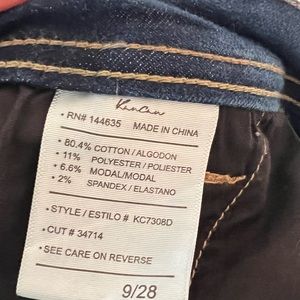 KanCan
• RN# 144635 MADE IN CHINA
• 80.4% COTTON / ALGODON
• 11% POLYESTER / POLIESTER
• 6.6% MODAL/MODAL
• 2% SPANDEX / ELASTANO
• STYLE / ESTILO # KC7308D
• CUT # 34714
• SEE CARE ON REVERSE
9/28